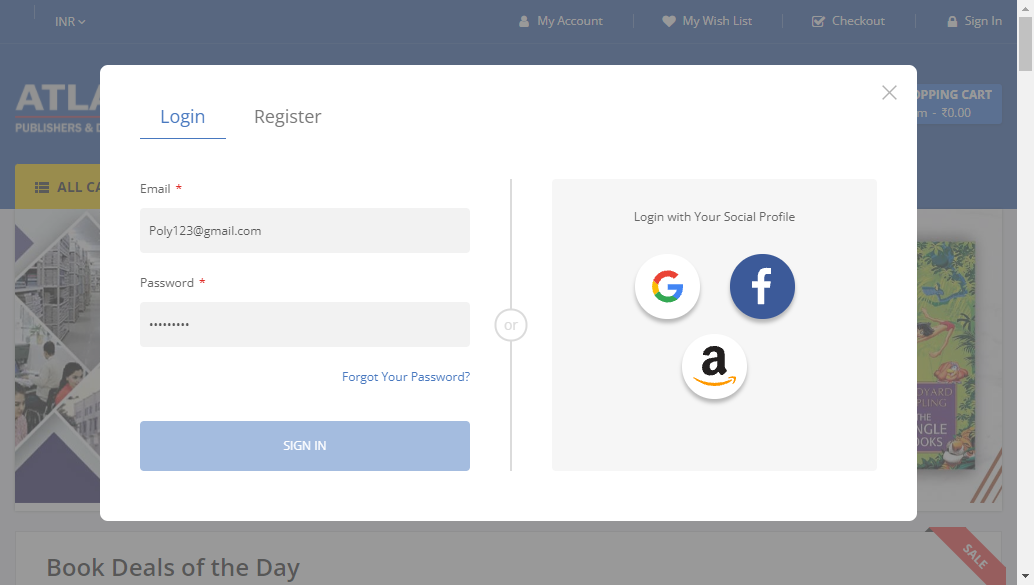 INR
My Account
My Wish List
Checkout
Sign In
ATLA
PUBLISHERS & D
OPPING CART
m - ₹0.00
ALL CA
Login
Register
Email *
Poly123@gmail.com
Password *
•••••••••
Forgot Your Password?
SIGN IN
or
Login with Your Social Profile
DYARD
PLING
THE
NGLE
OOKS
Book Deals of the Day
SALE